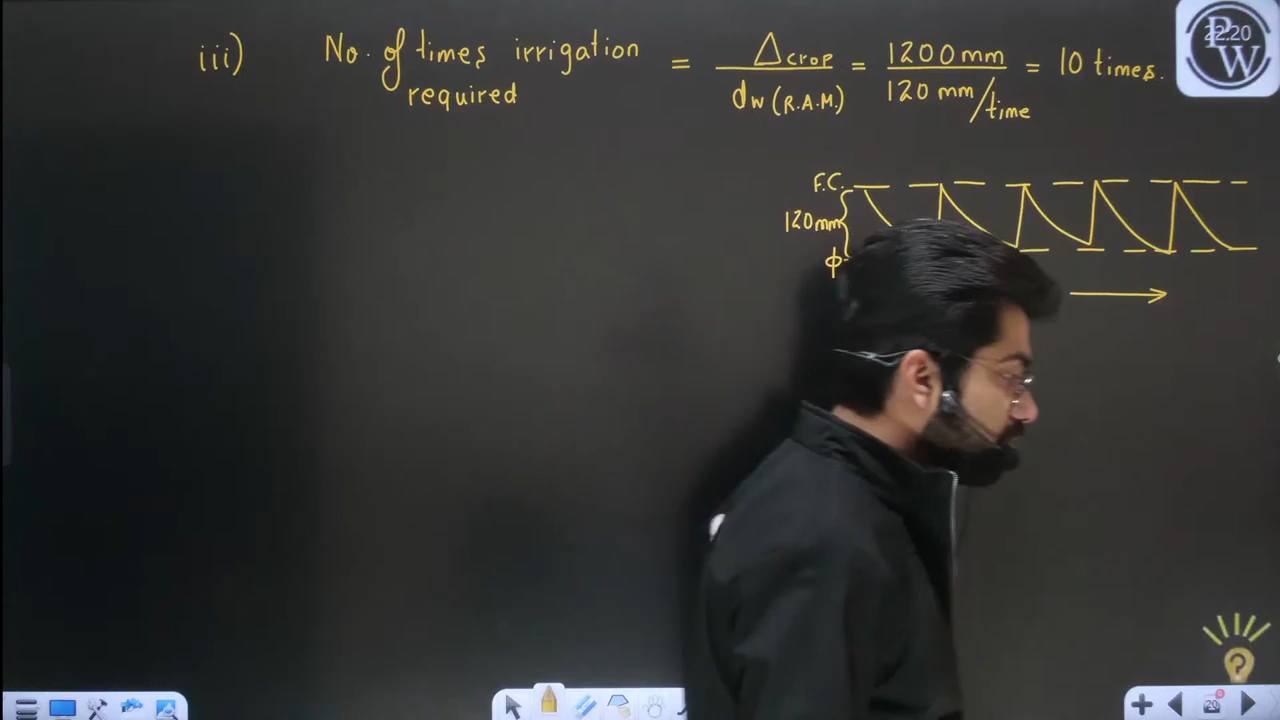 iii) No. of times irrigation required = Δcrop / dw (R.A.M.) = 1200 mm / 120 mm/time = 10 times.
F.C.
120mm
ϕ
PW
22:20
20